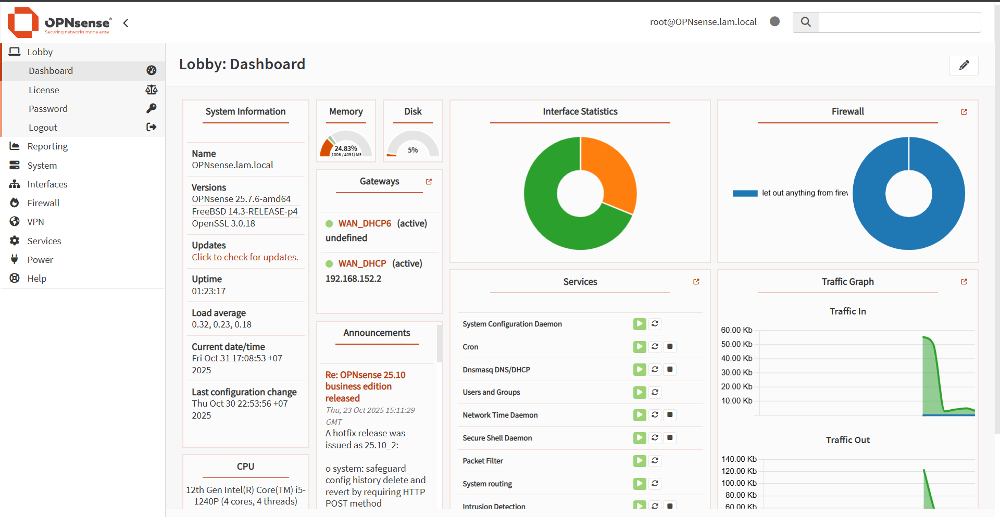 OPNsense®
Securing networks made easy
root@OPNsense.lam.local
Lobby
Dashboard
License
Password
Logout
Reporting
System
Interfaces
Firewall
VPN
Services
Power
Help
Lobby: Dashboard
System Information
Name
OPNsense.lam.local
Versions
OPNsense 25.7.6-amd64
FreeBSD 14.3-RELEASE-p4
OpenSSL 3.0.18
Updates
Click to check for updates.
Uptime
01:23:17
Load average
0.32, 0.23, 0.18
Current date/time
Fri Oct 31 17:08:53 +07
2025
Last configuration change
Thu Oct 30 22:53:56 +07
2025
CPU
12th Gen Intel(R) Core(TM) i5-
1240P (4 cores, 4 threads)
Memory
24.83%
(1006 / 4051) ME
Disk
5%
Gateways
WAN_DHCP6 (active)
undefined
WAN_DHCP (active)
192.168.152.2
Announcements
Re: OPNsense 25.10
business edition
released
Thu, 23 Oct 2025 15:11:29
GMT
A hotfix release was
issued as 25.10_2:
o system: safeguard
config history delete and
revert by requiring HTTP
POST method
Interface Statistics
Services
System Configuration Daemon
Cron
Dnsmasq DNS/DHCP
Users and Groups
Network Time Daemon
Secure Shell Daemon
Packet Filter
System routing
Intrusion Detection
Firewall
let out anything from firew
Traffic Graph
Traffic In
60.00 Kb
50.00 Kb
40.00 Kb
30.00 Kb
20.00 Kb
10.00 Kb
Traffic Out
140.00 Kb
120.00 Kb
100.00 Kb
80.00 Kb
60.00 Kb